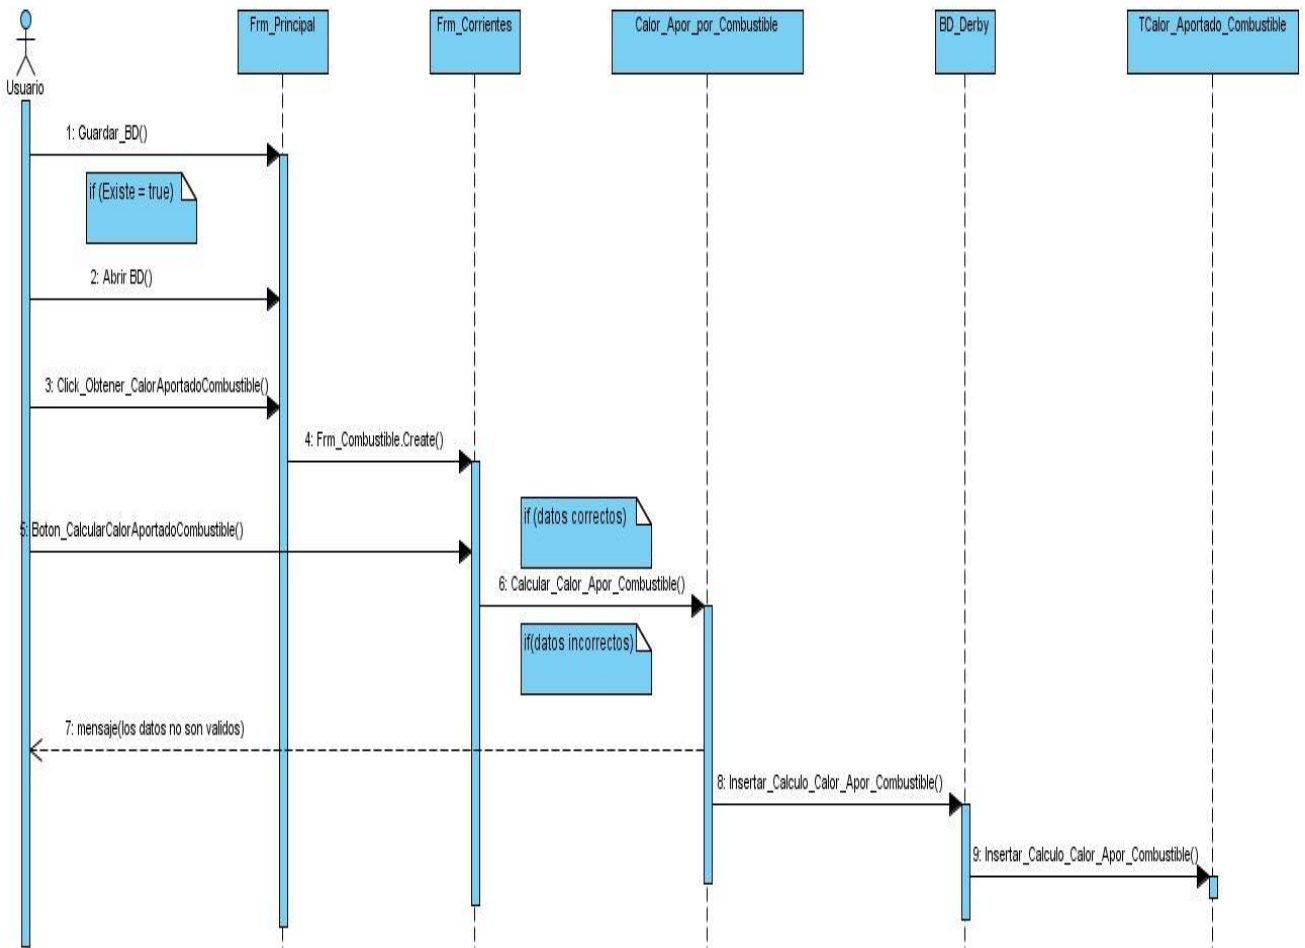 Frm_Principal
Frm_Corrientes
Calor_Apor_por_Combustible
BD_Derby
TCalor_Aportado_Combustible
Usuario
1: Guardar_BD()
if (Existe = true)
2: Abrir BD()
3: Click_Obtener_CalorAportadoCombustible()
4: Frm_Combustible.Create()
if (datos correctos)
5: Boton_CalcularCalorAportadoCombustible()
6: Calcular_Calor_Apor_Combustible()
if(datos incorrectos)
7: mensaje(los datos no son validos)
8: Insertar_Calculo_Calor_Apor_Combustible()
9: Insertar_Calculo_Calor_Apor_Combustible()